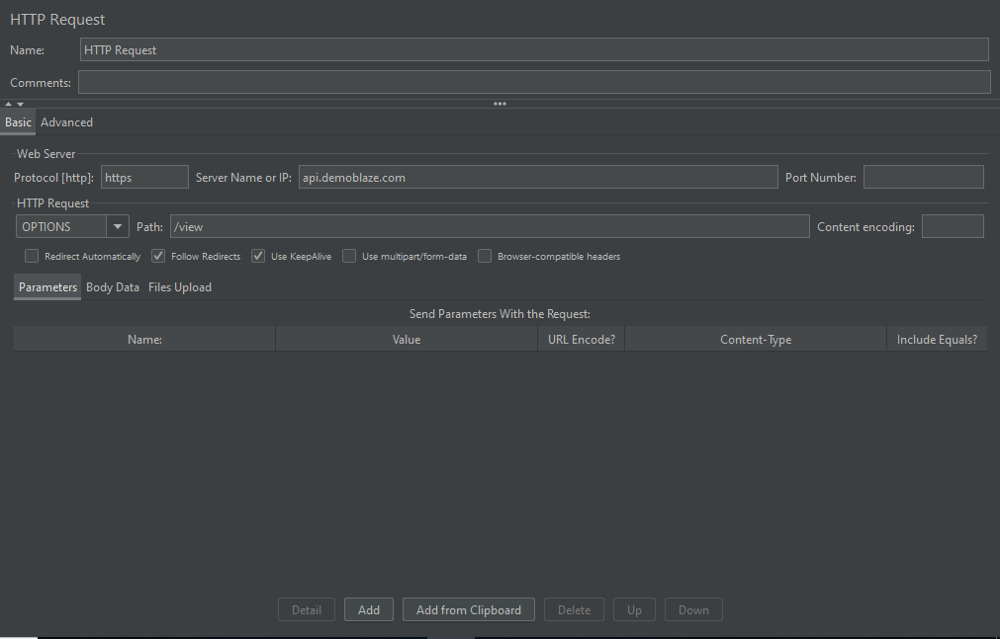 HTTP Request
Name: HTTP Request
Comments:
Basic Advanced
Web Server
Protocol [http]: https Server Name or IP: api.demoblaze.com Port Number:
HTTP Request
OPTIONS Path: /view Content encoding:
Redirect Automatically Follow Redirects Use KeepAlive Use multipart/form-data Browser-compatible headers
Parameters Body Data Files Upload
Send Parameters With the Request:
Name: Value URL Encode? Content-Type Include Equals?
Detail Add Add from Clipboard Delete Up Down